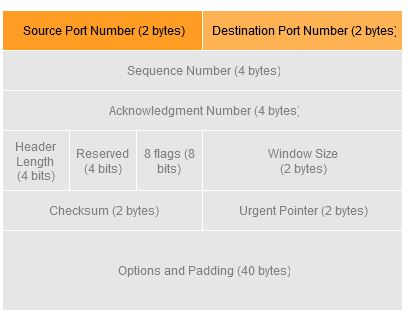 Source Port Number (2 bytes)
Destination Port Number (2 bytes)
Sequence Number (4 bytes)
Acknowledgment Number (4 bytes)
Header
Length
(4 bits)
Reserved
(4 bits)
8 flags (8
bits)
Window Size
(2 bytes)
Checksum (2 bytes)
Urgent Pointer (2 bytes)
Options and Padding (40 bytes)